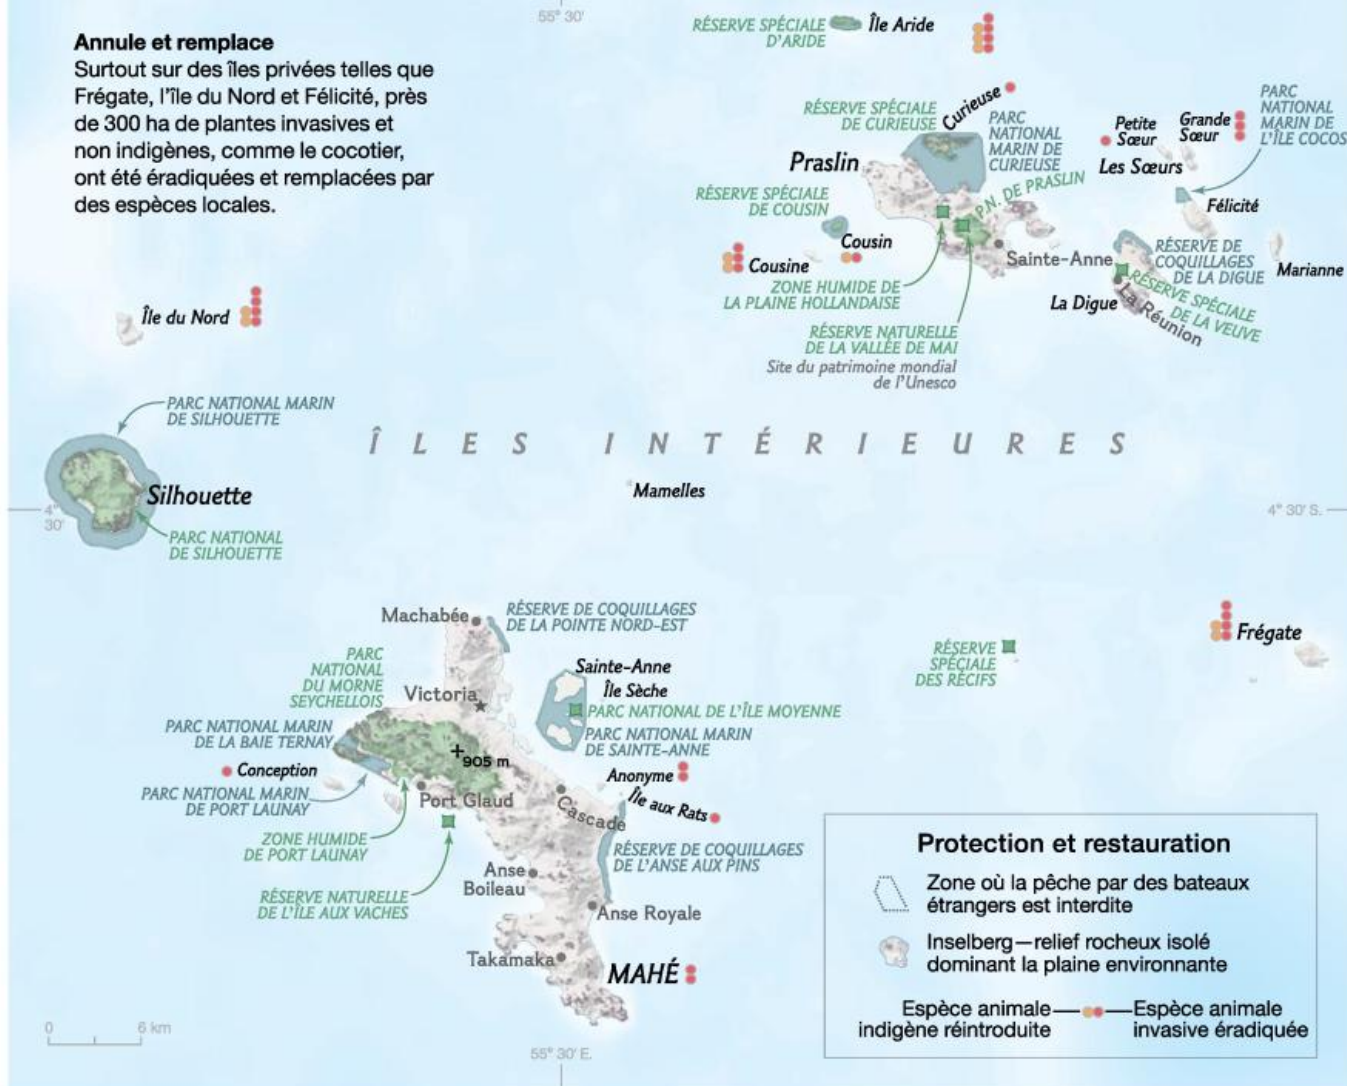 55° 30'
Annule et remplace
Surtout sur des îles privées telles que
Frégate, l'île du Nord et Félicité, près
de 300 ha de plantes invasives et
non indigènes, comme le cocotier,
ont été éradiquées et remplacées par
des espèces locales.
RÉSERVE SPÉCIALE
D'ARIDE
Île Aride
RÉSERVE SPÉCIALE
DE CURIEUSE
Curieuse
PARC
NATIONAL
MARIN DE
CURIEUSE
Petite
Sœur
Grande
Sœur
Les Sœurs
PARC
NATIONAL
MARIN DE
L'ÎLE COCOS
Praslin
P.N. DE PRASLIN
RÉSERVE SPÉCIALE
DE COUSIN
Cousin
Cousine
Félicité
Sainte-Anne
RÉSERVE DE
COQUILLAGES
DE LA DIGUE
Marianne
ZONE HUMIDE DE
LA PLAINE HOLLANDAISE
La Digue
La Réunion
RÉSERVE SPÉCIALE
DE LA VEUVE
RÉSERVE NATURELLE
DE LA VALLÉE DE MAI
Site du patrimoine mondial
de l'Unesco
Île du Nord
PARC NATIONAL MARIN
DE SILHOUETTE
ÎLES INTÉRIEURES
Silhouette
Mamelles
4°
30'
4° 30' S.
PARC NATIONAL
DE SILHOUETTE
Machabée
RÉSERVE DE COQUILLAGES
DE LA POINTE NORD-EST
Frégate
RÉSERVE
SPÉCIALE
DES RÉCIFS
PARC
NATIONAL
DU MORNE
SEYCHELLOIS
Victoria
Sainte-Anne
Île Sèche
PARC NATIONAL DE L'ÎLE MOYENNE
PARC NATIONAL MARIN
DE SAINTE-ANNE
PARC NATIONAL MARIN
DE LA BAIE TERNAY
905 m
Conception
Anonyme
PARC NATIONAL MARIN
DE PORT LAUNAY
Port Glaud
Cascade
Île aux Rats
ZONE HUMIDE
DE PORT LAUNAY
RÉSERVE DE COQUILLAGES
DE L'ANSE AUX PINS
Anse
Boileau
RÉSERVE NATURELLE
DE L'ÎLE AUX VACHES
Anse Royale
Takamaka
MAHÉ
0 6 km
55° 30' E.
Protection et restauration
Zone où la pêche par des bateaux
étrangers est interdite
Inselberg—relief rocheux isolé
dominant la plaine environnante
Espèce animale
indigène réintroduite
Espèce animale
invasive éradiquée